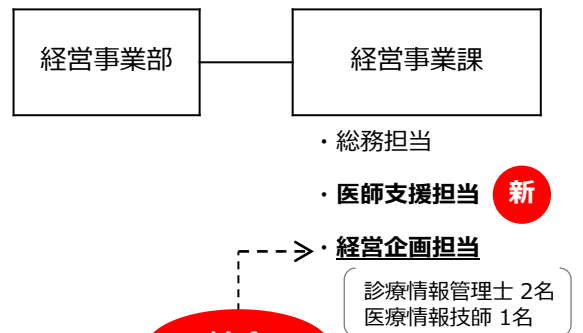 経営事業部
経営事業課
・総務担当
・医師支援担当 新
・経営企画担当
診療情報管理士 2名
医療情報技師 1名